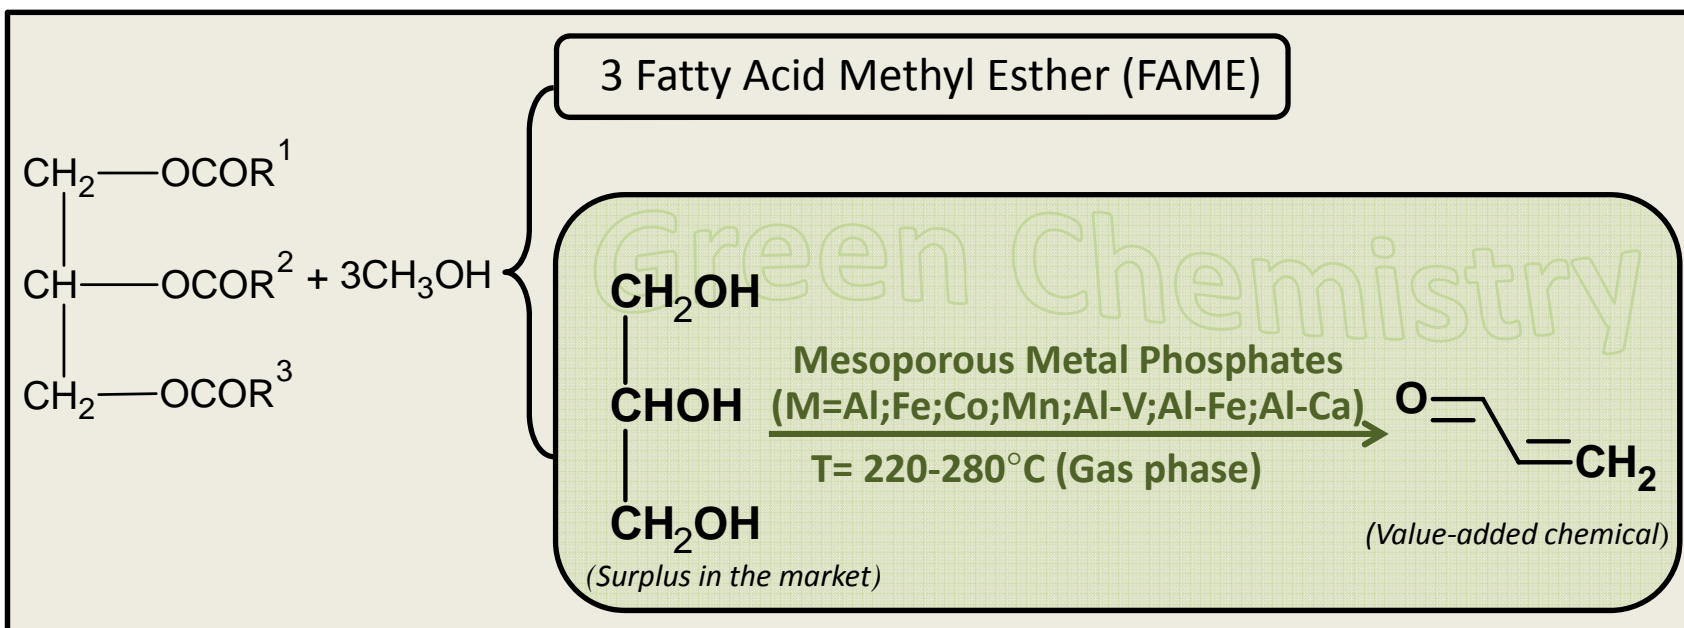 3 Fatty Acid Methyl Esther (FAME)
CH₂—OCOR¹
CH—OCOR² + 3CH₃OH
CH₂—OCOR³
Green Chemistry
CH₂OH
CHOH
CH₂OH
(Surplus in the market)
Mesoporous Metal Phosphates
(M=Al;Fe;Co;Mn;Al-V;Al-Fe;Al-Ca)
T= 220-280°C (Gas phase)
O
CH₂
(Value-added chemical)